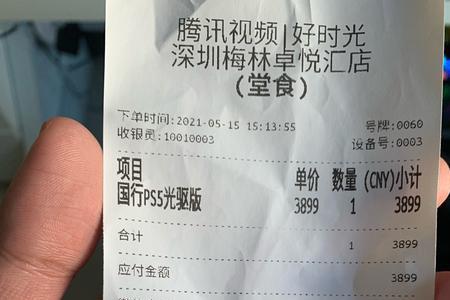 腾讯视频|好时光
深圳梅林卓悦汇店
(堂食)
下单时间:2021-05-15 15:13:55 号牌:0060
收银员:10010003 设备号:0003
项目 单价 数量 (CNY)小计
国行PS5光驱版 3899 1 3899
合计 1 3899
应付金额 3899